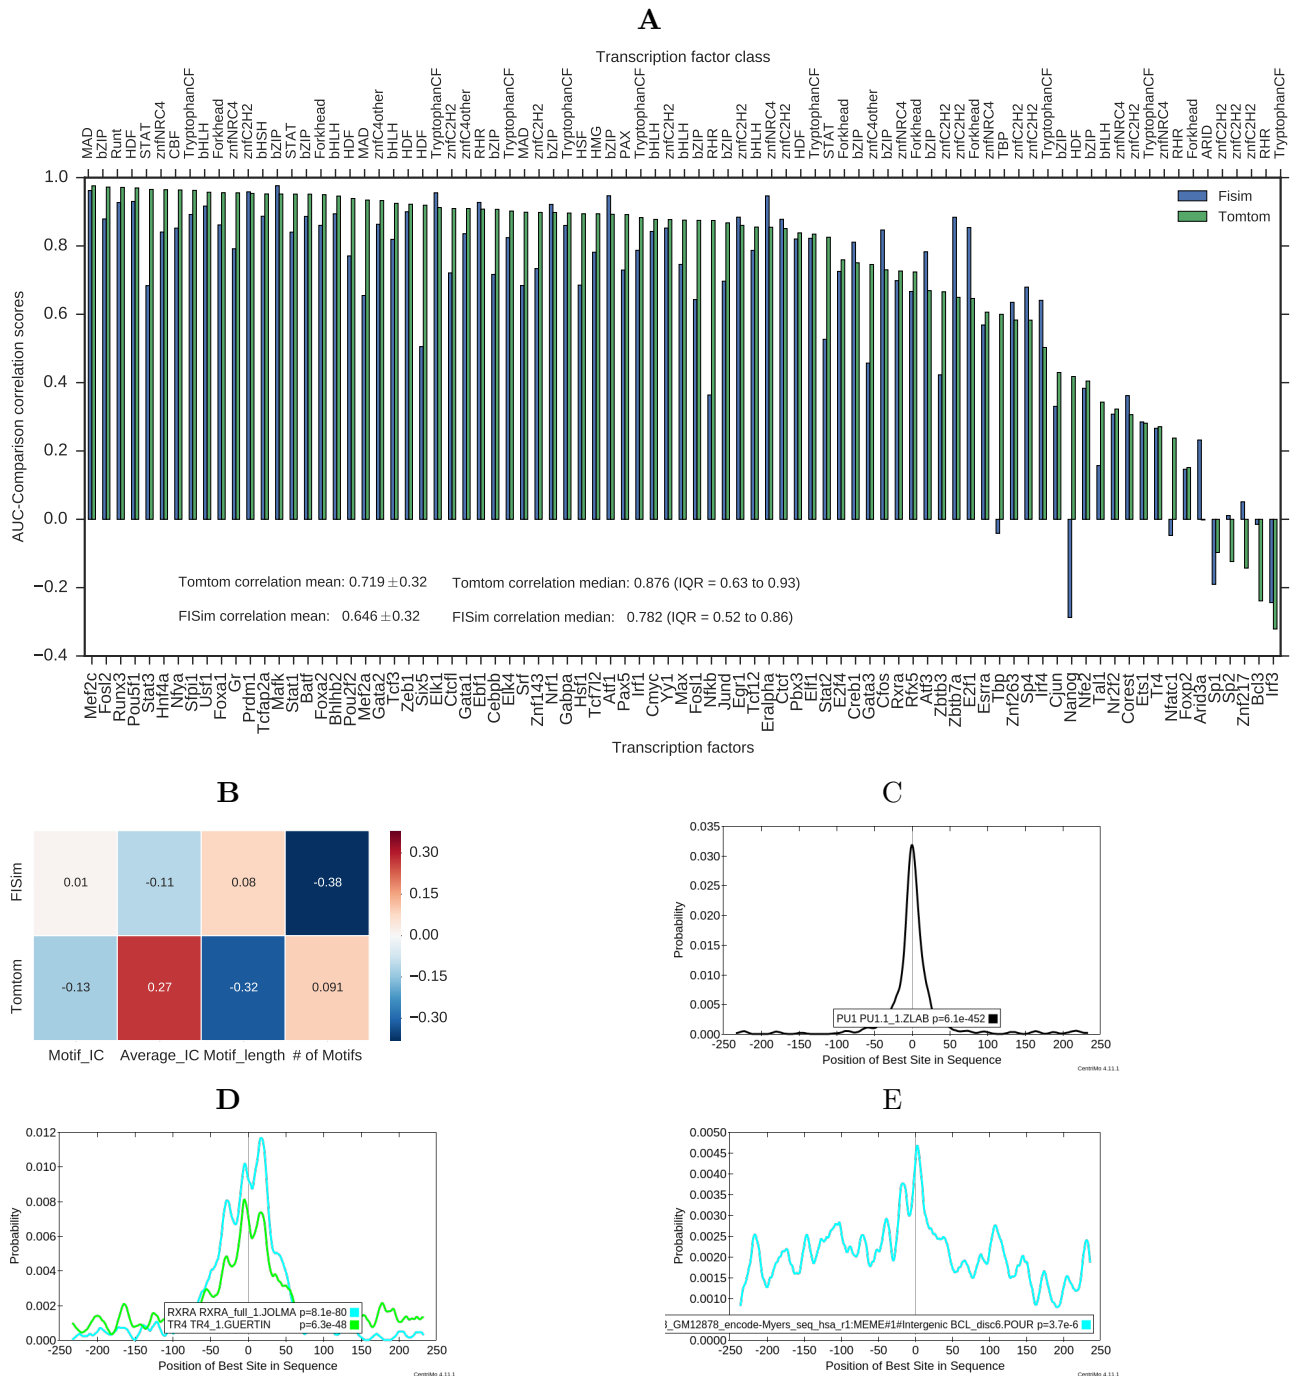 A
Transcription factor class
MAD
bZIP
Runt
HDF
STAT
znfNRC4
CBF
TryptophanCF
bHLH
Forkhead
znfNRC4
znfC2H2
bHSH
bZIP
STAT
bZIP
Forkhead
bHLH
HDF
MAD
znfC4other
bHLH
HDF
HDF
TryptophanCF
znfC2H2
znfC4other
RHR
bZIP
TryptophanCF
MAD
znfC2H2
bZIP
TryptophanCF
HSF
HMG
bZIP
PAX
TryptophanCF
bHLH
znfC2H2
bHLH
bZIP
RHR
bZIP
znfC2H2
bHLH
znfNRC4
znfC2H2
HDF
TryptophanCF
STAT
Forkhead
bZIP
znfC4other
bZIP
znfNRC4
Forkhead
bZIP
znfC2H2
znfC2H2
Forkhead
znfNRC4
TBP
znfC2H2
znfC2H2
TryptophanCF
bZIP
HDF
bZIP
bHLH
znfNRC4
znfC2H2
TryptophanCF
znfNRC4
RHR
Forkhead
ARID
znfC2H2
znfC2H2
znfC2H2
RHR
TryptophanCF
AUC-Comparison correlation scores
1.0
0.8
0.6
0.4
0.2
0.0
−0.2
−0.4
Fisim
Tomtom
Tomtom correlation mean: 0.719 ±0.32 Tomtom correlation median: 0.876 (IQR = 0.63 to 0.93)
FISim correlation mean: 0.646 ±0.32 FISim correlation median: 0.782 (IQR = 0.52 to 0.86)
Mef2c
Fosl2
Runx3
Pou5f1
Stat3
Hnf4a
Nfya
Sfpi1
Usf1
Foxa1
Gr
Prdm1
Tcfap2a
Mafk
Stat1
Batf
Foxa2
Bhlhb2
Pou2f2
Mef2a
Gata2
Tcf3
Zeb1
Six5
Elk1
Ctcfl
Gata1
Ebf1
Cebpb
Elk4
Srf
Znf143
Nrf1
Gabpa
Hsf1
Tcf7l2
Atf1
Pax5
Irf1
Cmyc
Yy1
Max
Fosl1
Nfkb
Jund
Egr1
Tcf12
Eralpha
Ctcf
Pbx3
Elf1
Stat2
E2f4
Creb1
Gata3
Cfos
Rxra
Rfx5
Atf3
Zbtb3
Zbtb7a
E2f1
Esrra
Tbp
Znf263
Sp4
Irf4
Cjun
Nanog
Nfe2
Tal1
Nr2f2
Corest
Ets1
Tr4
Nfatc1
Foxp2
Arid3a
Sp1
Sp2
Znf217
Bcl3
Irf3
Transcription factors
B
FISim
Tomtom
0.01 -0.11 0.08 -0.38
-0.13 0.27 -0.32 0.091
Motif_IC Average_IC Motif_length # of Motifs
0.30
0.15
0.00
−0.15
−0.30
C
Probability
0.035
0.030
0.025
0.020
0.015
0.010
0.005
0.000
PU1 PU1.1_1.ZLAB p=6.1e-452
-250 -200 -150 -100 -50 0 50 100 150 200 250
Position of Best Site in Sequence
CentriMo 4.11.1
D
Probability
0.012
0.010
0.008
0.006
0.004
0.002
0.000
RXRA RXRA_full_1.JOLMA p=8.1e-80
TR4 TR4_1.GUERTIN p=6.3e-48
-250 -200 -150 -100 -50 0 50 100 150 200 250
Position of Best Site in Sequence
CentriMo 4.11.1
E
Probability
0.0050
0.0045
0.0040
0.0035
0.0030
0.0025
0.0020
0.0015
0.0010
0.0000
_GM12878_encode-Myers_seq_hsa_r1:MEME#1#Intergenic BCL_disc6.POUR p=3.7e-6
-250 -200 -150 -100 -50 0 50 100 150 200 250
Position of Best Site in Sequence
CentriMo 4.11.1